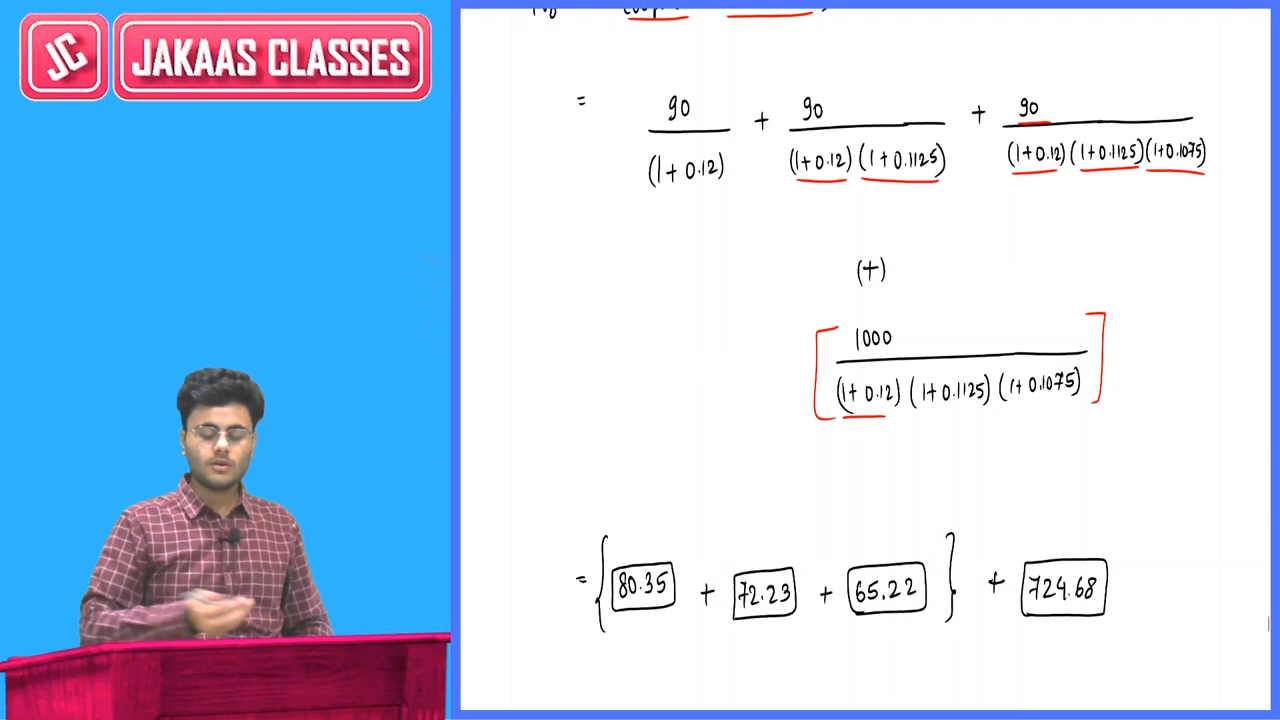 JC JAKAAS CLASSES
= 90/(1+0.12) + 90/(1+0.12)(1+0.1125) + 90/(1+0.12)(1+0.1125)(1+0.1075)
(+)
[1000/(1+0.12)(1+0.1125)(1+0.1075)]
= {80.35 + 72.23 + 65.22} + 724.68